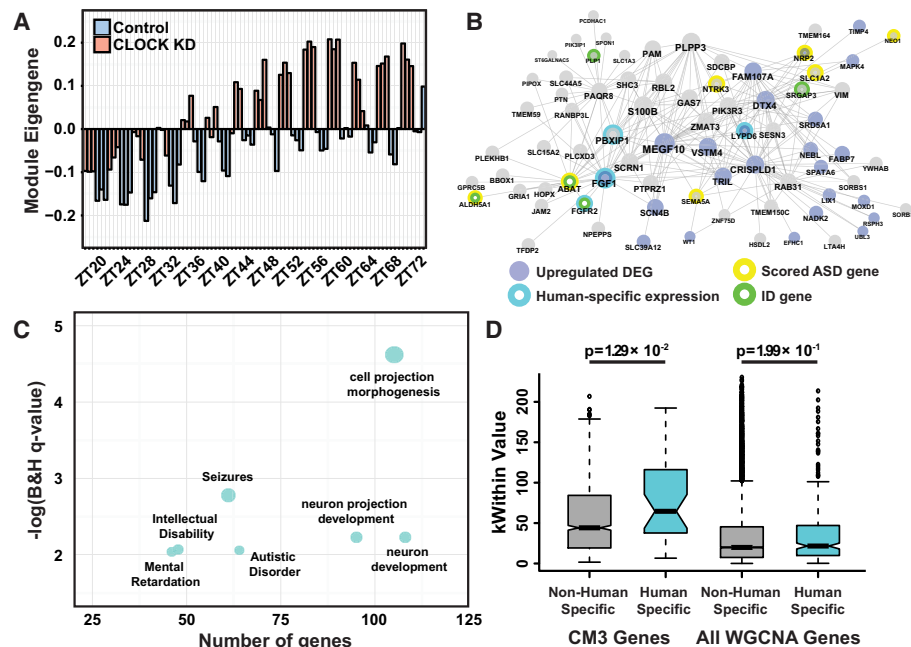 A
Control
CLOCK KD
Module Eigengene
0.2
0.1
0.0
−0.1
−0.2
ZT20
ZT24
ZT28
ZT32
ZT36
ZT40
ZT44
ZT48
ZT52
ZT56
ZT60
ZT64
ZT68
ZT72
B
PCDHAC1
PIK3IP1
SPON1
ST6GALNAC5
PLP1
SLC1A3
PIPOX
SLC44A5
PTN
TMEM59
RANBP3L
PAQR8
SHC3
PAM
RBL2
PLPP3
SDCBP
NTRK3
S100B
GAS7
FAM107A
PIK3R3
DTX4
ZMAT3
TMEM164
NRP2
SLC1A2
SRGAP3
TIMP4
NEO1
MAPK4
VIM
LYPD6
SESN3
SRD5A1
PBXIP1
MEGF10
VSTM4
NEBL
FABP7
SPATA6
YWHAB
PLEKHB1
SLC15A2
PLCXD3
SCRN1
FGF1
ABAT
BBOX1
GPRC5B
ALDH5A1
GRIA1
HOPX
JAM2
FGFR2
TFDP2
NPEPPS
PTPRZ1
SCN4B
SLC39A12
TRIL
CRISPLD1
RAB31
SEMA5A
WT1
ZNF75D
TMEM150C
HSDL2
EFHC1
LTA4H
NADK2
LIX1
SORBS1
MOXD1
RSPH3
UBL3
SORB
Upregulated DEG
Scored ASD gene
Human-specific expression
ID gene
C
-log(B&H q-value)
5
4
3
2
cell projection
morphogenesis
Seizures
neuron projection
development
Intellectual
Disability
Mental
Retardation
Autistic
Disorder
neuron
development
25
50
75
100
125
Number of genes
D
p=1.29× 10-2
p=1.99× 10-1
kWithin Value
200
150
100
50
0
Non-Human
Specific
Human
Specific
Non-Human
Specific
Human
Specific
CM3 Genes
All WGCNA Genes